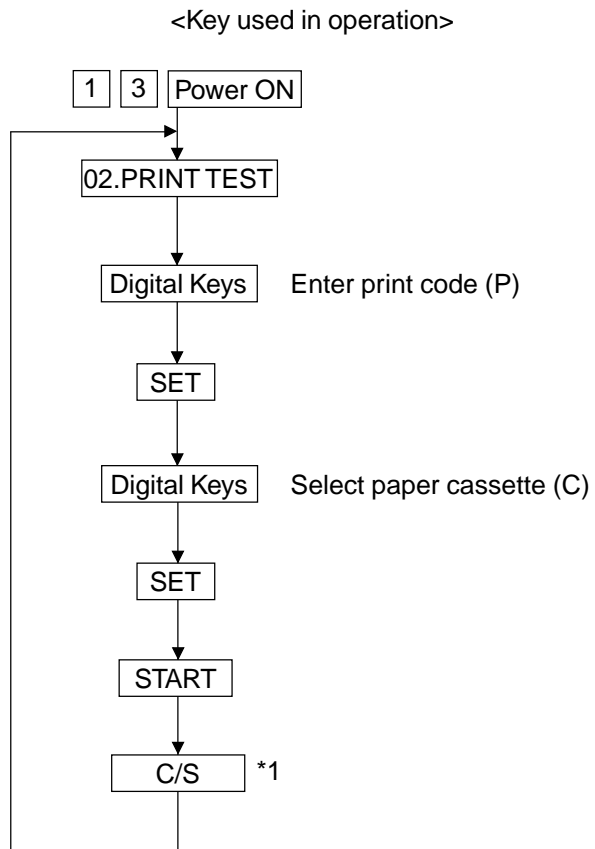 <Key used in operation>
1 3 Power ON
02.PRINT TEST
Digital Keys Enter print code (P)
SET
Digital Keys Select paper cassette (C)
SET
START
C/S *1